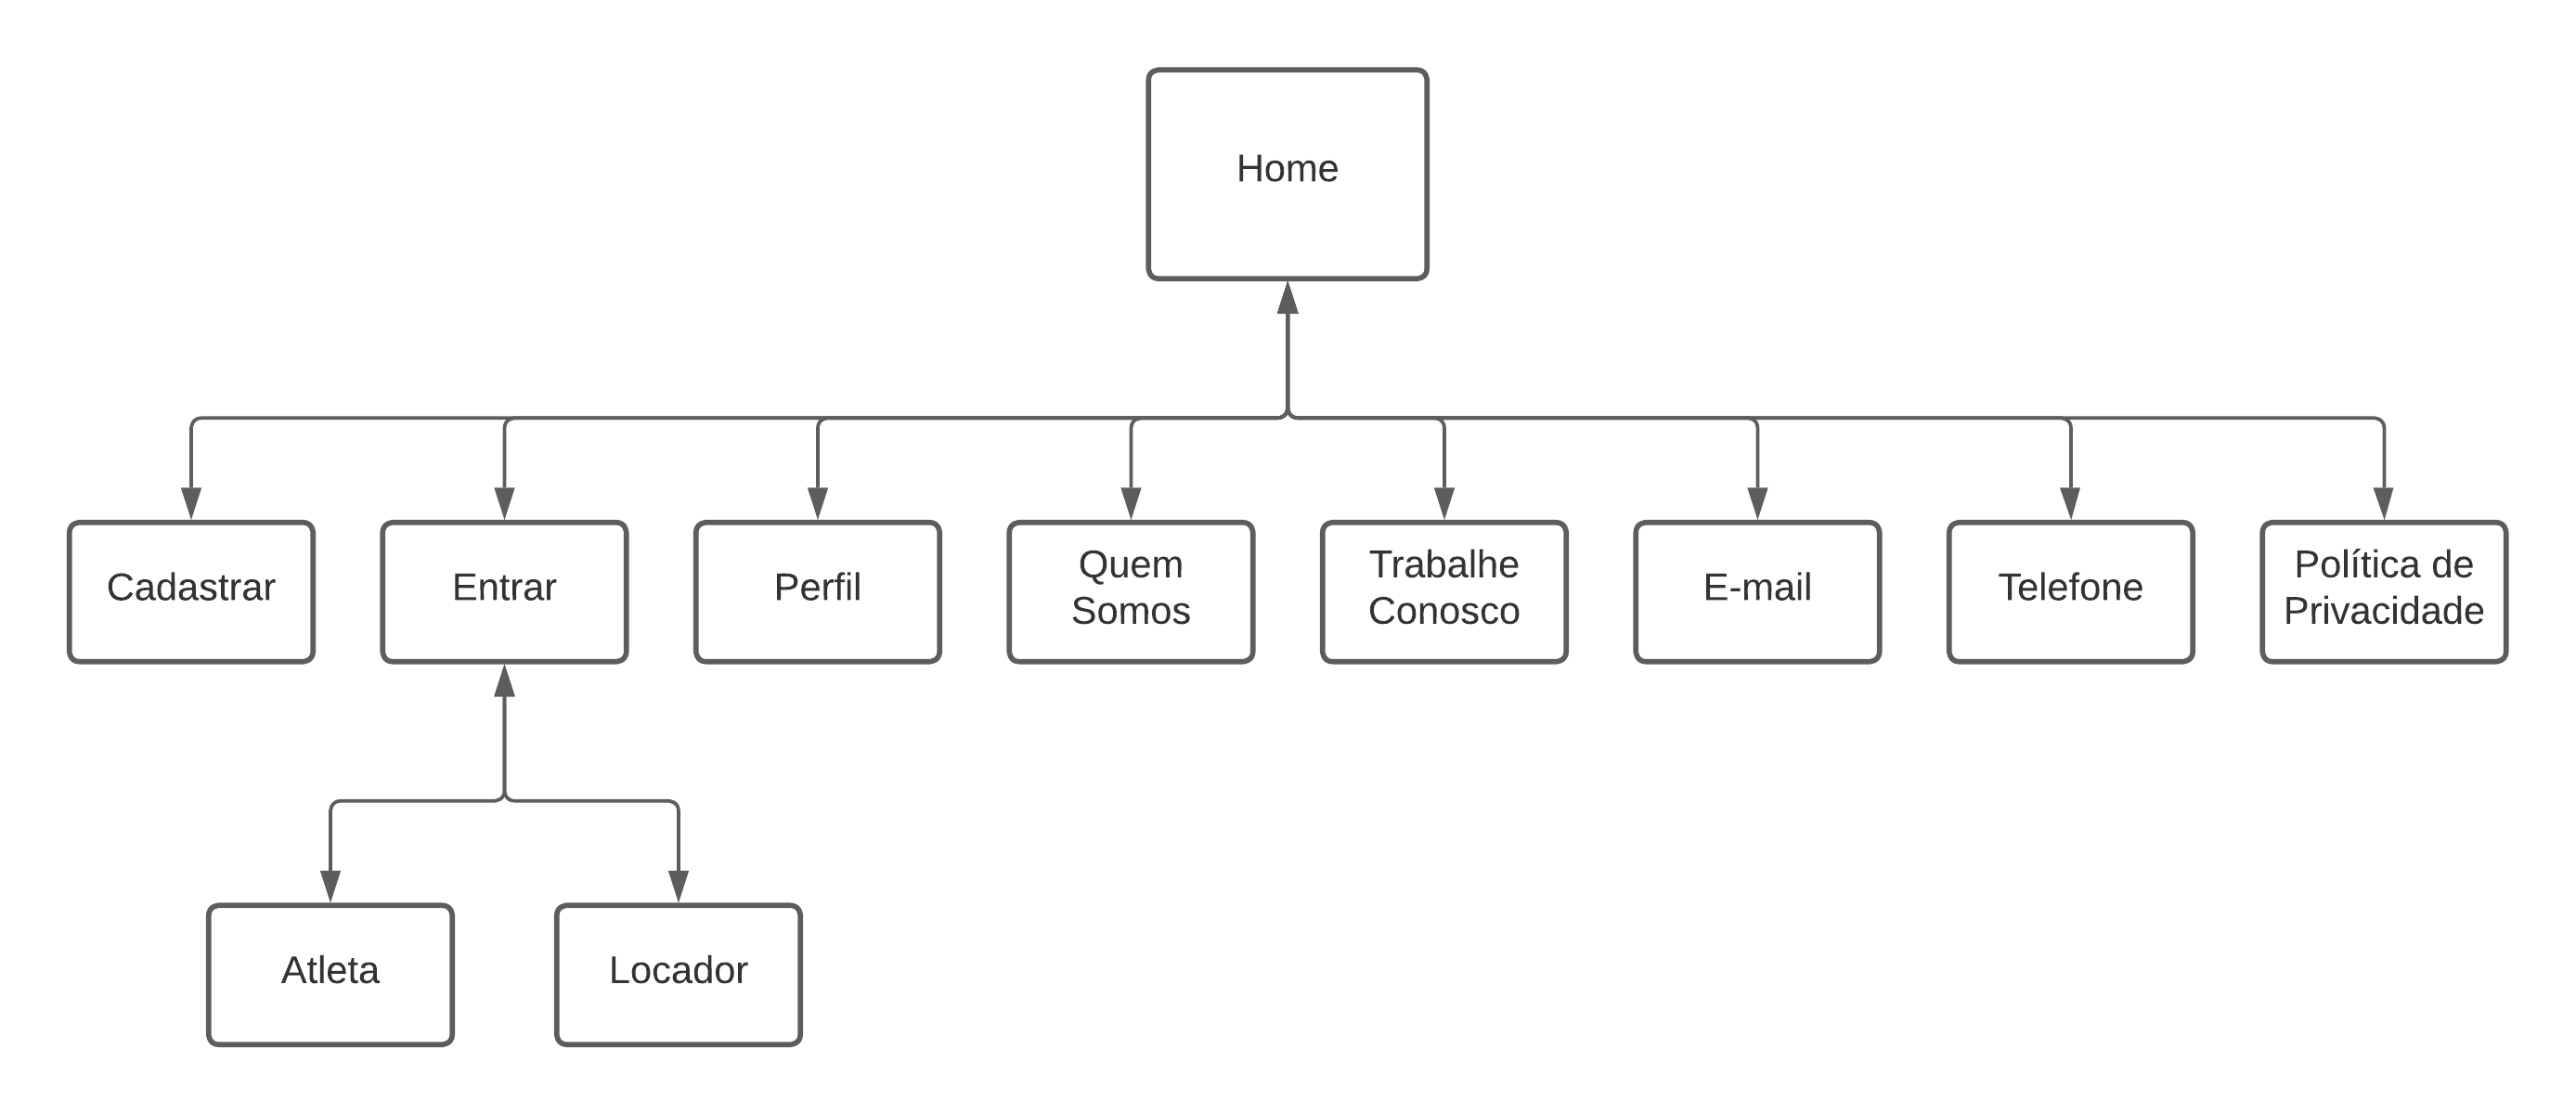 Home
Cadastrar
Entrar
Perfil
Quem
Somos
Trabalhe
Conosco
E-mail
Telefone
Política de
Privacidade
Atleta
Locador